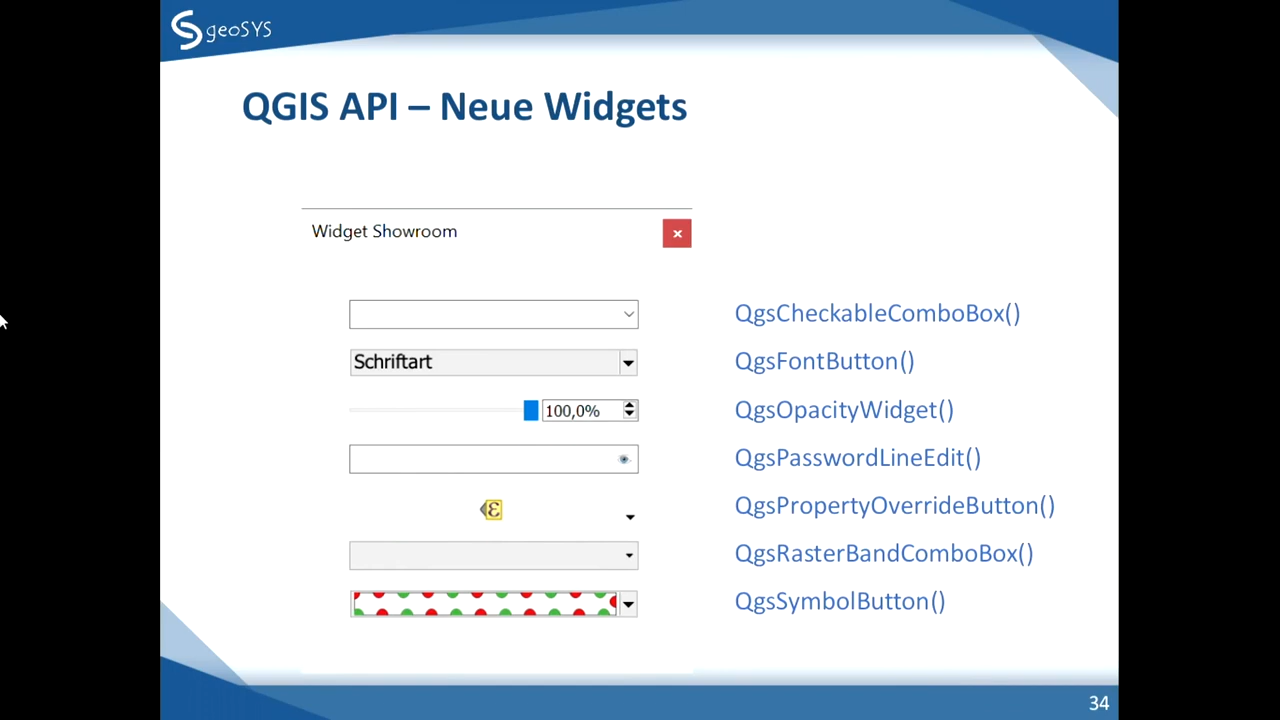 geoSYS
QGIS API – Neue Widgets
Widget Showroom
QgsCheckableComboBox()
Schriftart
QgsFontButton()
100,0%
QgsOpacityWidget()
QgsPasswordLineEdit()
ε
QgsPropertyOverrideButton()
QgsRasterBandComboBox()
QgsSymbolButton()
34